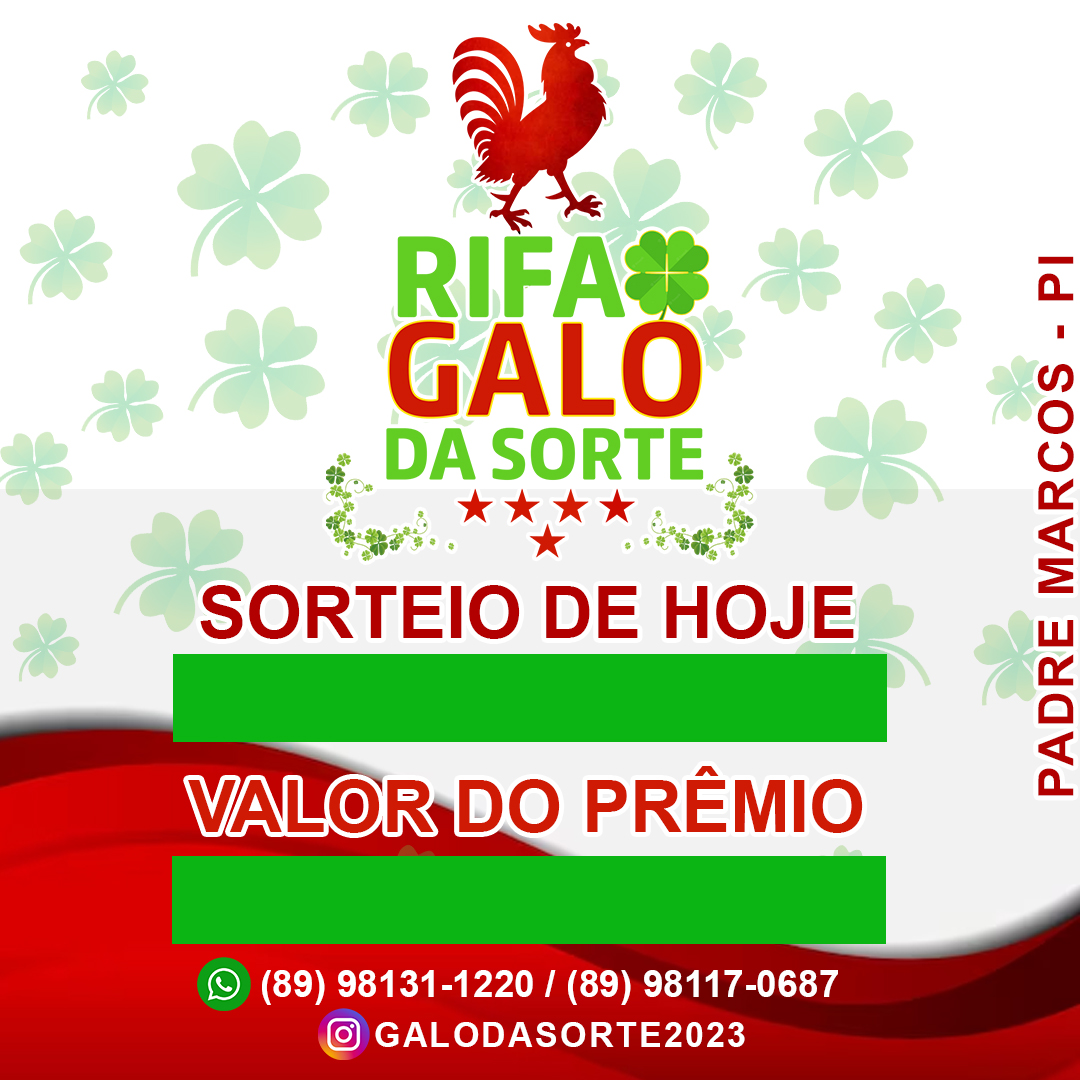 RIFA
GALO
DA SORTE
SORTEIO DE HOJE
VALOR DO PRÊMIO
(89) 98131-1220 / (89) 98117-0687
GALODASORTE2023
PADRE MARCOS - PI